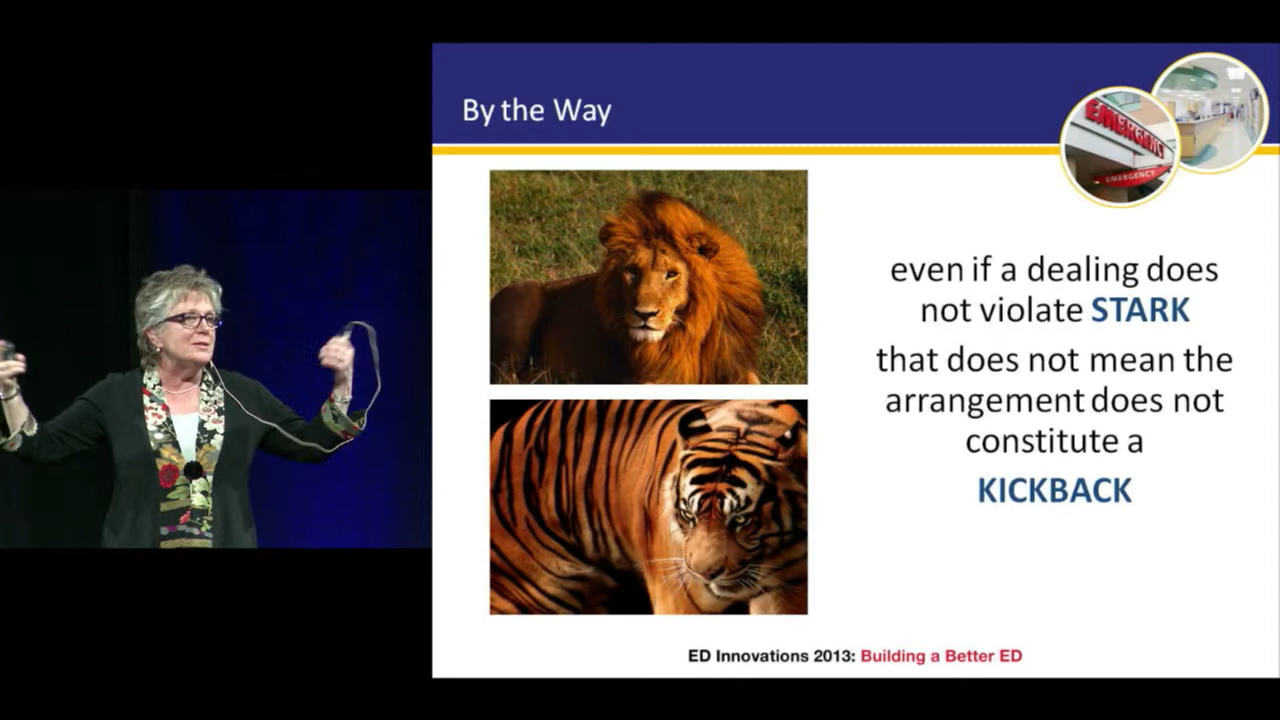 By the Way
EMERGENC
EMERGENCY
even if a dealing does
not violate STARK
that does not mean the
arrangement does not
constitute a
KICKBACK
ED Innovations 2013: Building a Better ED